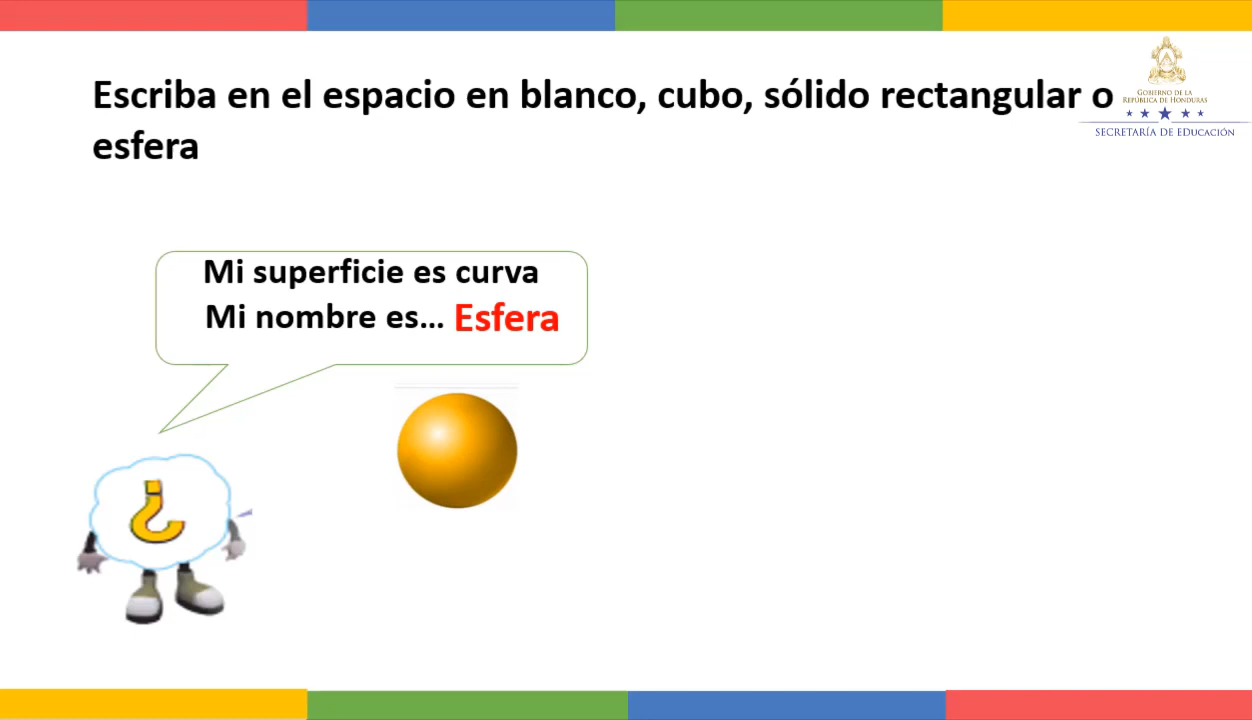 Escriba en el espacio en blanco, cubo, sólido rectangular o
esfera
GOBIERNO DE LA
REPÚBLICA DE HONDURAS
SECRETARÍA DE EDUCACIÓN
Mi superficie es curva
Mi nombre es... Esfera
¿